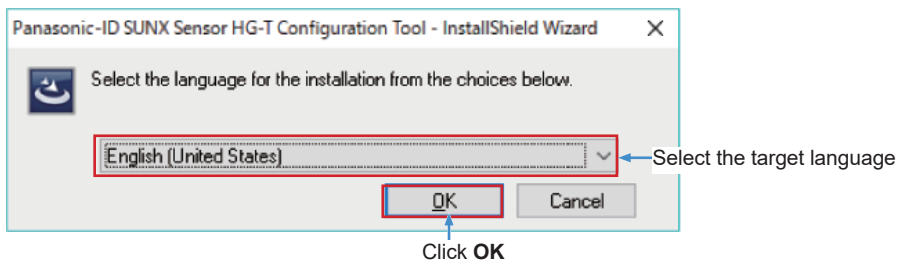 Panasonic-ID SUNX Sensor HG-T Configuration Tool - InstallShield Wizard
Select the language for the installation from the choices below.
English (United States)
Select the target language
OK
Cancel
Click OK